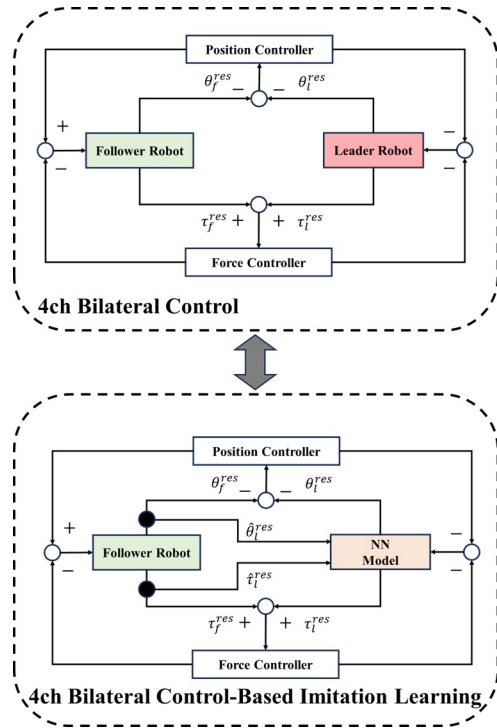 Position Controller
θ_f^{res} − − θ_l^{res}
+
Follower Robot
Leader Robot
−
−
−
τ_f^{res} + + τ_l^{res}
Force Controller
4ch Bilateral Control
Position Controller
θ_f^{res} − − θ_l^{res}
+
θ̂_l^{res}
Follower Robot
NN
Model
−
−
−
τ̂_l^{res}
τ_f^{res} + + τ_l^{res}
Force Controller
4ch Bilateral Control-Based Imitation Learning